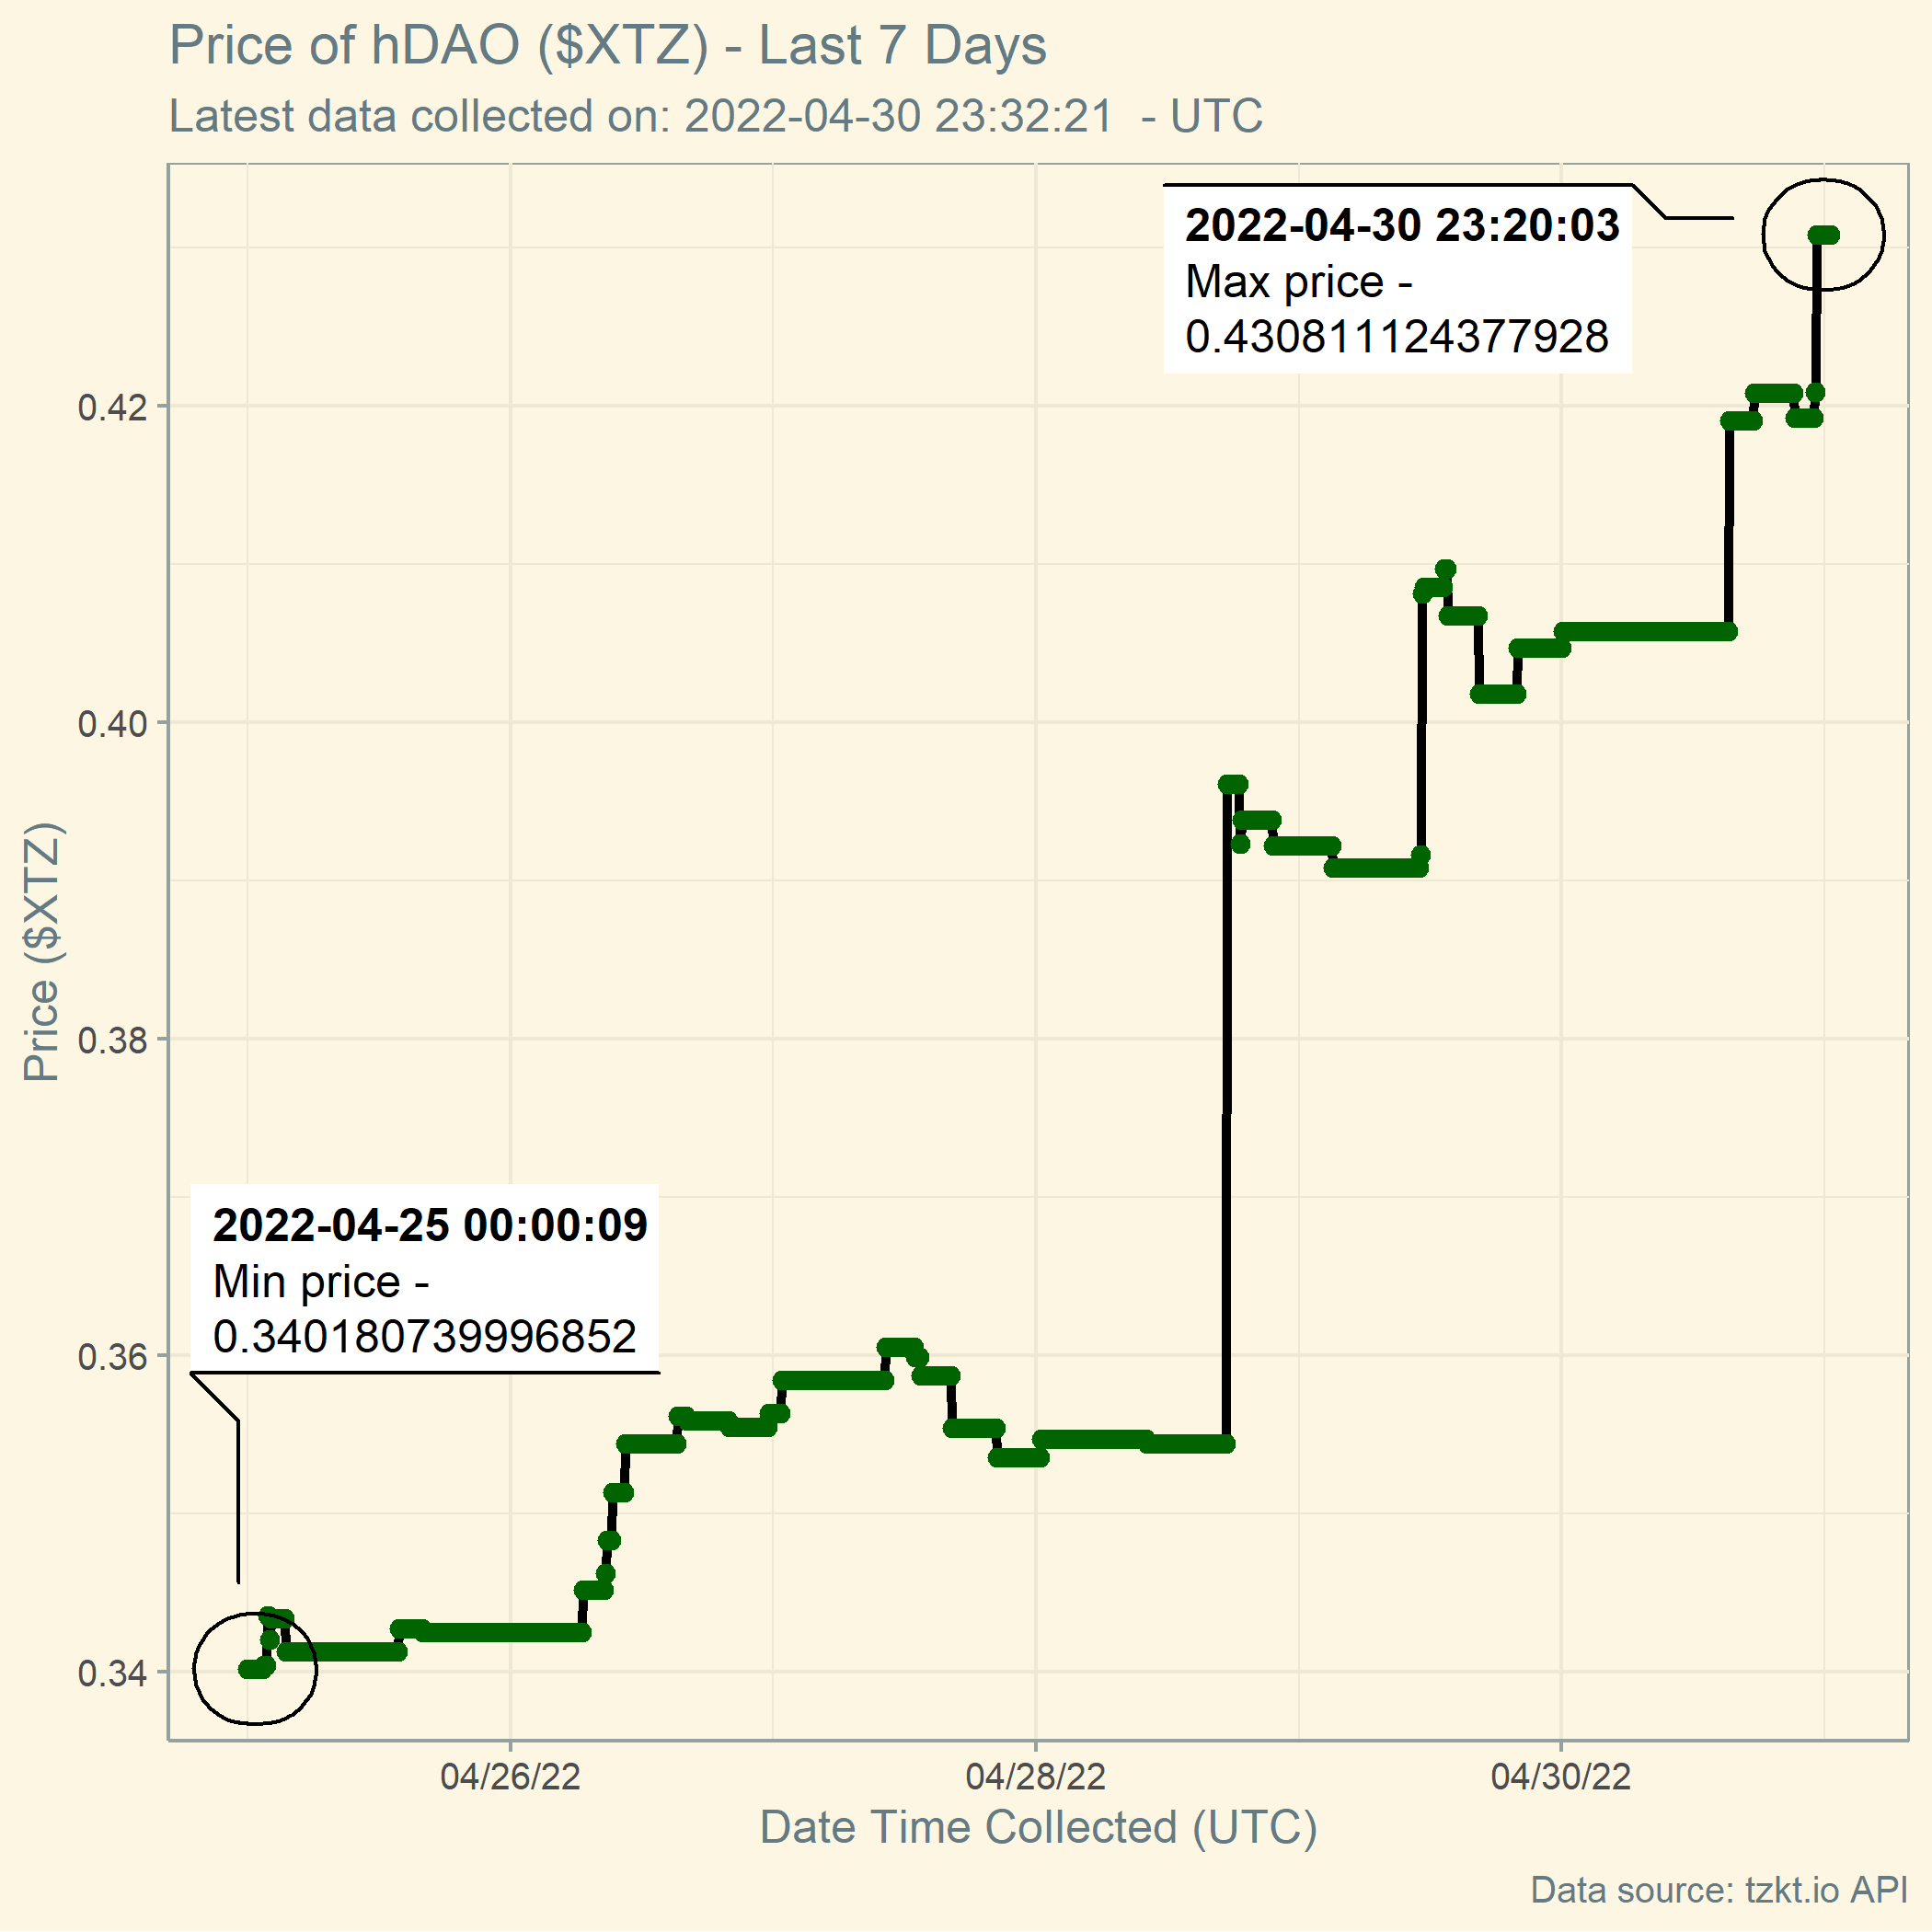 Price of hDAO ($XTZ) - Last 7 Days
Latest data collected on: 2022-04-30 23:32:21  - UTC
2022-04-30 23:20:03
Max price -
0.430811124377928
0.42
0.40
0.38
Price ($XTZ)
2022-04-25 00:00:09
Min price -
0.340180739996852
0.36
0.34
04/26/22
04/28/22
04/30/22
Date Time Collected (UTC)
Data source: tzkt.io API